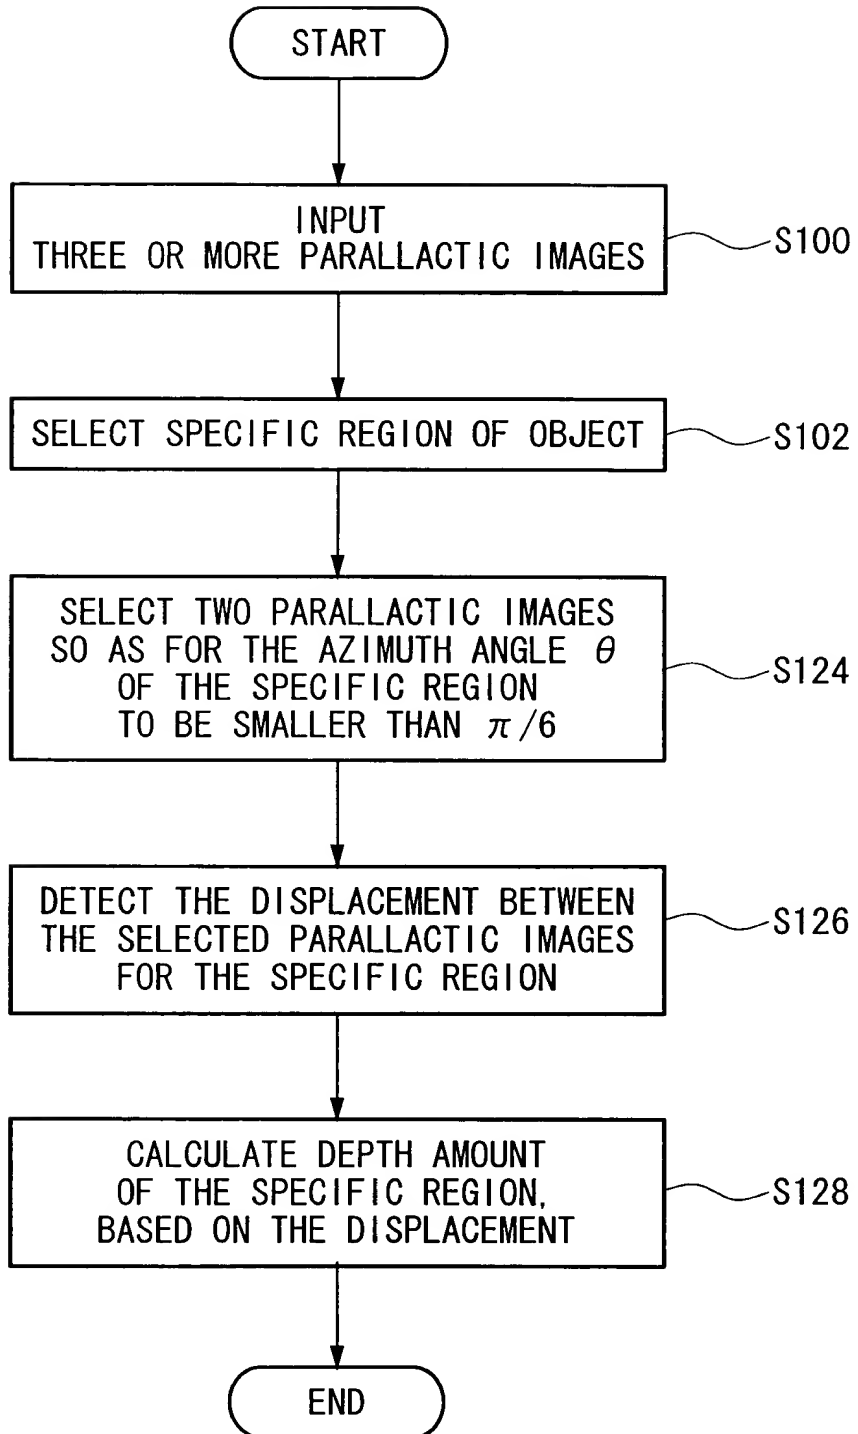 START
INPUT
THREE OR MORE PARALLACTIC IMAGES
S100
SELECT SPECIFIC REGION OF OBJECT
S102
SELECT TWO PARALLACTIC IMAGES
SO AS FOR THE AZIMUTH ANGLE θ
OF THE SPECIFIC REGION
TO BE SMALLER THAN π/6
S124
DETECT THE DISPLACEMENT BETWEEN
THE SELECTED PARALLACTIC IMAGES
FOR THE SPECIFIC REGION
S126
CALCULATE DEPTH AMOUNT
OF THE SPECIFIC REGION,
BASED ON THE DISPLACEMENT
S128
END